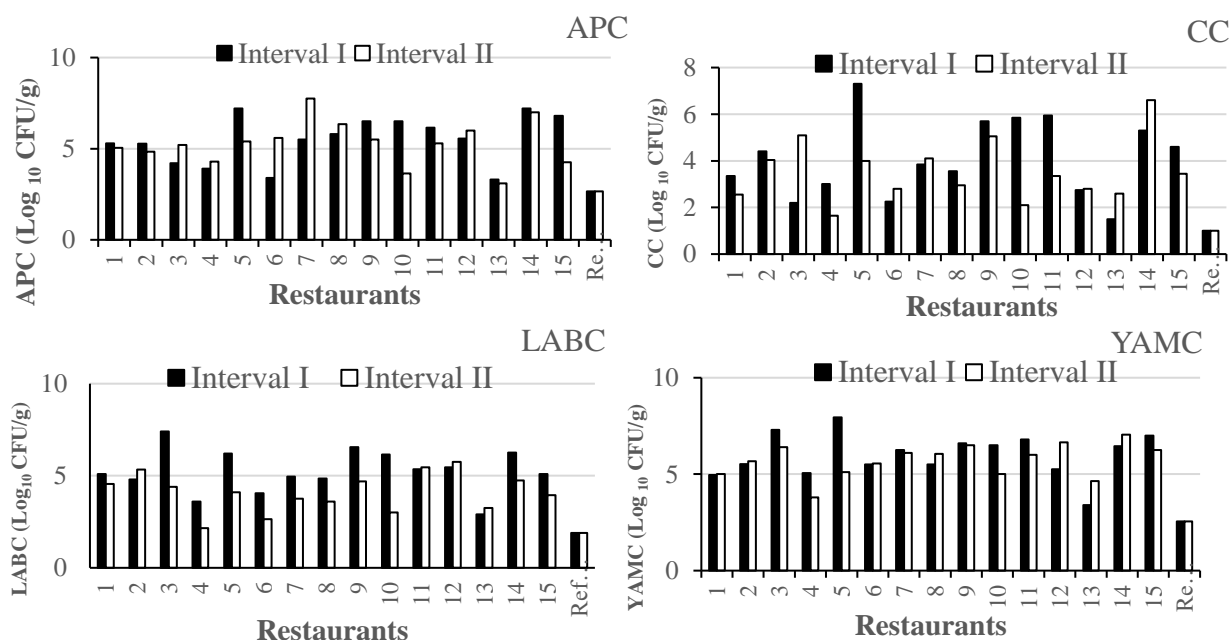 APC
Interval I Interval II
APC (Log 10 CFU/g)
10
5
0
1 2 3 4 5 6 7 8 9 10 11 12 13 14 15 Re…
Restaurants
CC
Interval I Interval II
CC (Log 10 CFU/g)
8
6
4
2
0
1 2 3 4 5 6 7 8 9 10 11 12 13 14 15 Re…
Restaurants
LABC
Interval I Interval II
LABC (Log10 CFU/g)
10
5
0
1 2 3 4 5 6 7 8 9 10 11 12 13 14 15 Ref…
Restaurants
YAMC
Interval I Interval II
YAMC (Log 10 CFU/g)
10
5
0
1 2 3 4 5 6 7 8 9 10 11 12 13 14 15 Re…
Restaurants